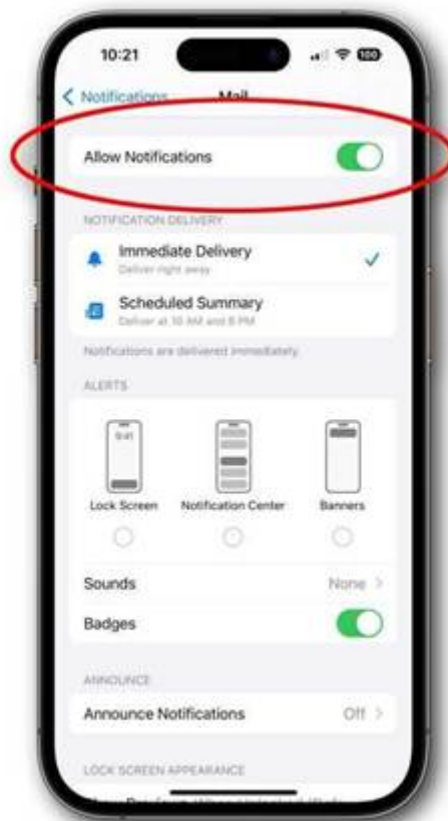 10:21
100
Notifications Mail
Allow Notifications
NOTIFICATION DELIVERY
Immediate Delivery
Deliver right away
Scheduled Summary
Deliver at 10 AM and 6 PM
Notifications are delivered immediately.
ALERTS
9:41
Lock Screen Notification Center Banners
Sounds None
Badges
ANNOUNCE
Announce Notifications Off
LOCK SCREEN APPEARANCE